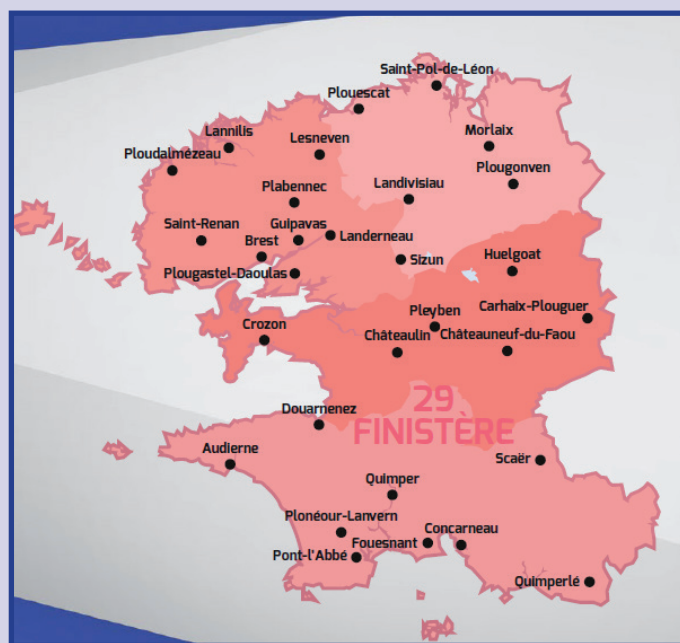 Saint-Pol-de-Léon
Plouescat
Lannilis
Lesneven
Morlaix
Ploudalmézeau
Plougonven
Plabennec
Landivisiau
Saint-Renan
Guipavas
Landerneau
Brest
Sizun
Huelgoat
Plougastel-Daoulas
Pleyben
Carhaix-Plouguer
Crozon
Châteaulin
Châteauneuf-du-Faou
29
FINISTÈRE
Douarnenez
Audierne
Scaër
Quimper
Plonéour-Lanvern
Concarneau
Fouesnant
Pont-l'Abbé
Quimperlé